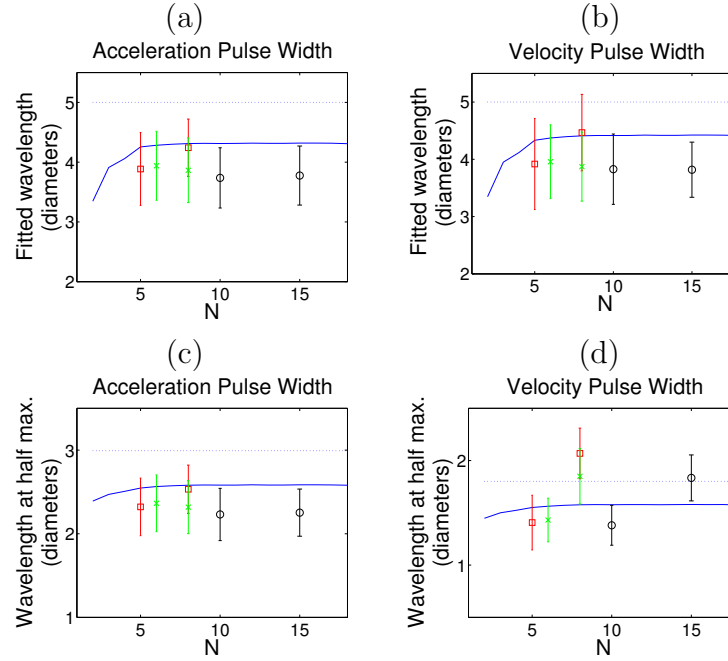 (a)
Acceleration Pulse Width
Fitted wavelength
(diameters)
5
4
3
2
5
10
15
N
(b)
Velocity Pulse Width
Fitted wavelength
(diameters)
5
4
3
2
5
10
15
N
(c)
Acceleration Pulse Width
Wavelength at half max.
(diameters)
3
2
1
5
10
15
N
(d)
Velocity Pulse Width
Wavelength at half max.
(diameters)
2
1
5
10
15
N